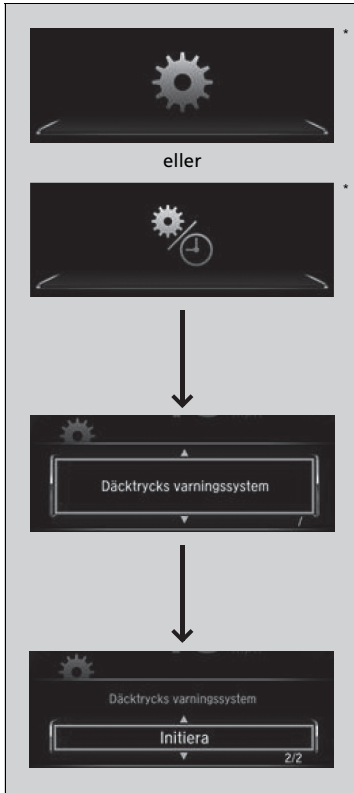 *
eller
*
Däcktrycks varningssystem
/
Däcktrycks varningssystem
Initiera
2/2